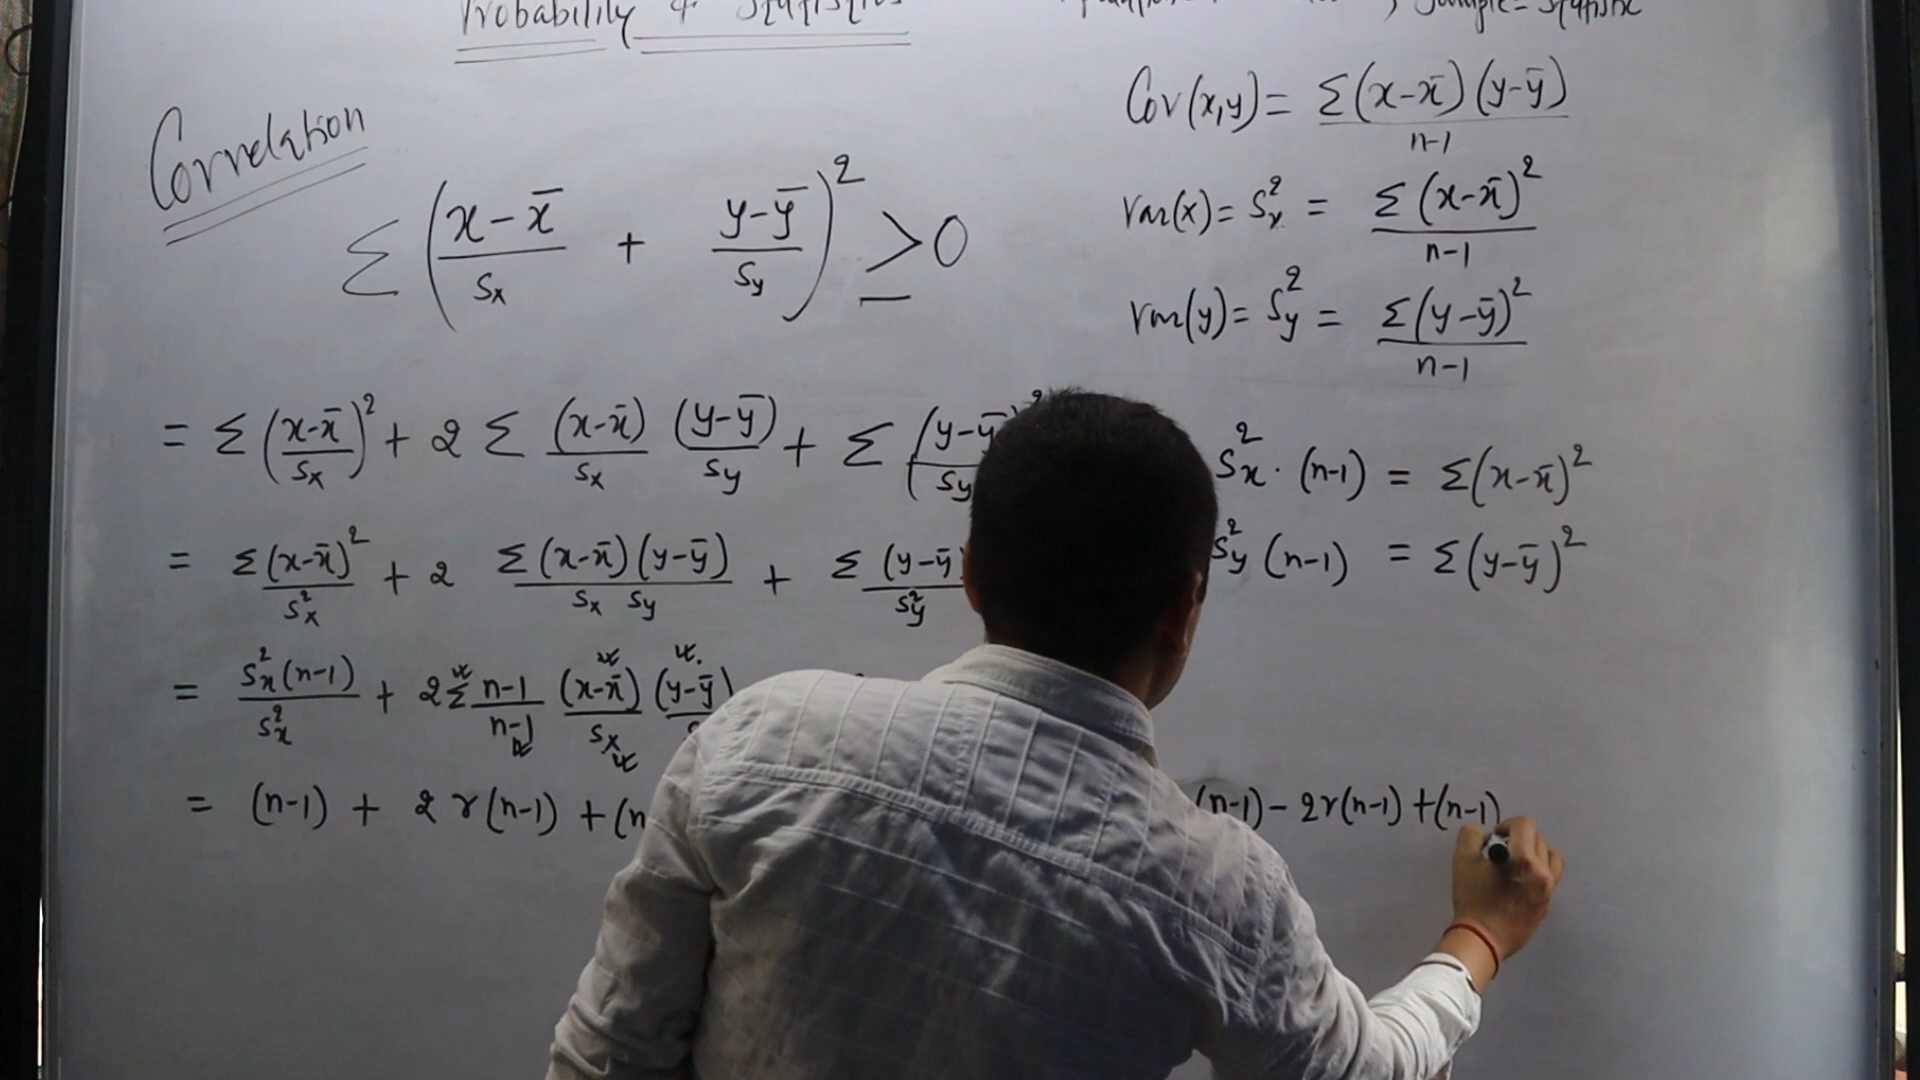 Probability & Statistics
Sample = Statistic
Correlation
Cov(x,y) = Σ(x-x̄)(y-ȳ) / n-1
Σ((x-x̄)/Sx + (y-ȳ)/Sy)² ≥ 0
Var(x) = Sx² = Σ(x-x̄)² / n-1
Var(y) = Sy² = Σ(y-ȳ)² / n-1
= Σ((x-x̄)/Sx)² + 2 Σ (x-x̄)/Sx (y-ȳ)/Sy + Σ (y-ȳ / Sy
Sx² · (n-1) = Σ(x-x̄)²
= Σ(x-x̄)²/Sx² + 2 Σ(x-x̄)(y-ȳ) / Sx Sy + Σ(y-ȳ / Sy²
Sy² (n-1) = Σ(y-ȳ)²
= Sx²(n-1)/Sx² + 2Σ n-1/n-1 (x-x̄)/Sx (y-ȳ)
= (n-1) + 2r(n-1) + (n
(n-1) - 2r(n-1) + (n-1)